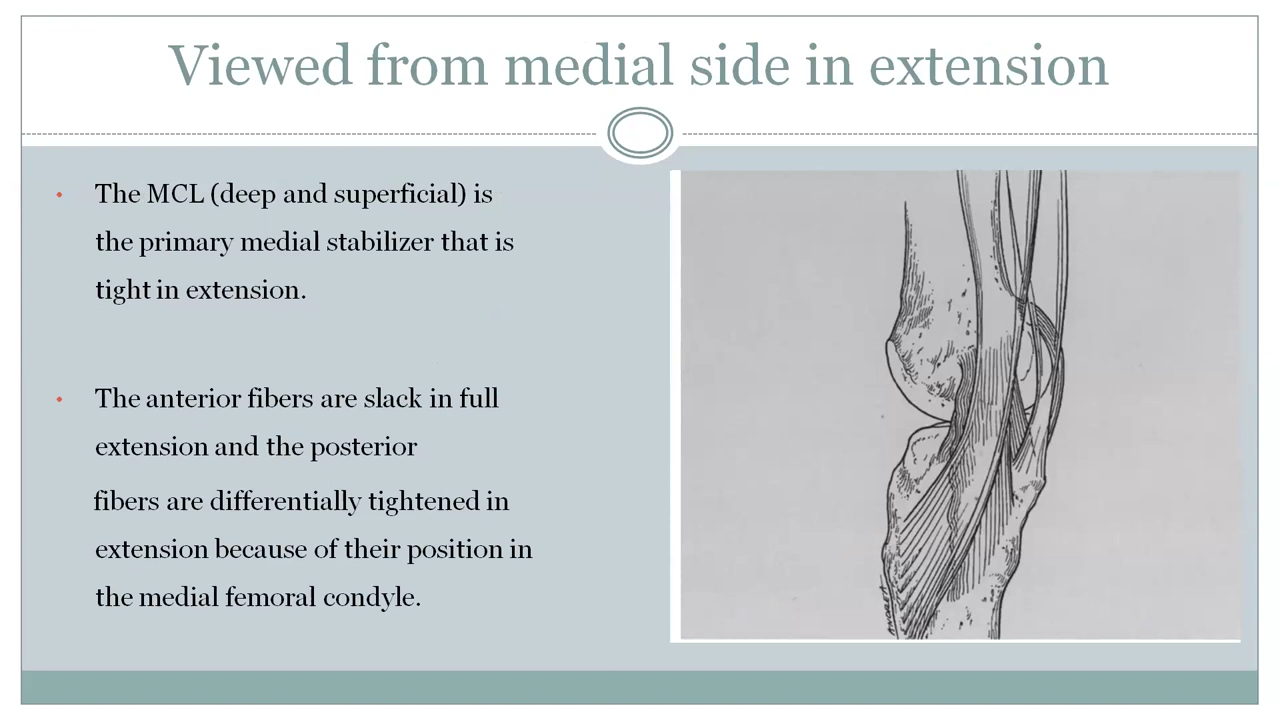 Viewed from medial side in extension
• The MCL (deep and superficial) is
the primary medial stabilizer that is
tight in extension.
• The anterior fibers are slack in full
extension and the posterior
fibers are differentially tightened in
extension because of their position in
the medial femoral condyle.